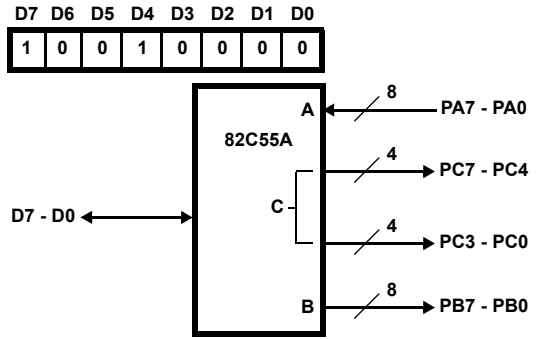 D7 D6 D5 D4 D3 D2 D1 D0
1 0 0 1 0 0 0 0
8
A PA7 - PA0
82C55A
4
PC7 - PC4
C
D7 - D0
4
PC3 - PC0
8
B PB7 - PB0